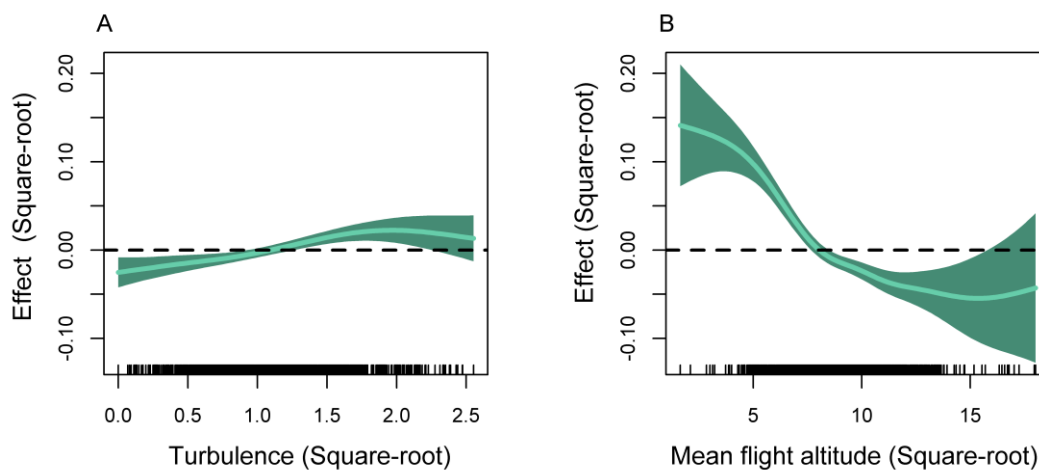 A
B
Effect (Square-root)
0.20
0.10
0.00
-0.10
0.0 0.5 1.0 1.5 2.0 2.5
Turbulence (Square-root)
Effect (Square-root)
0.20
0.10
0.00
-0.10
5 10 15
Mean flight altitude (Square-root)